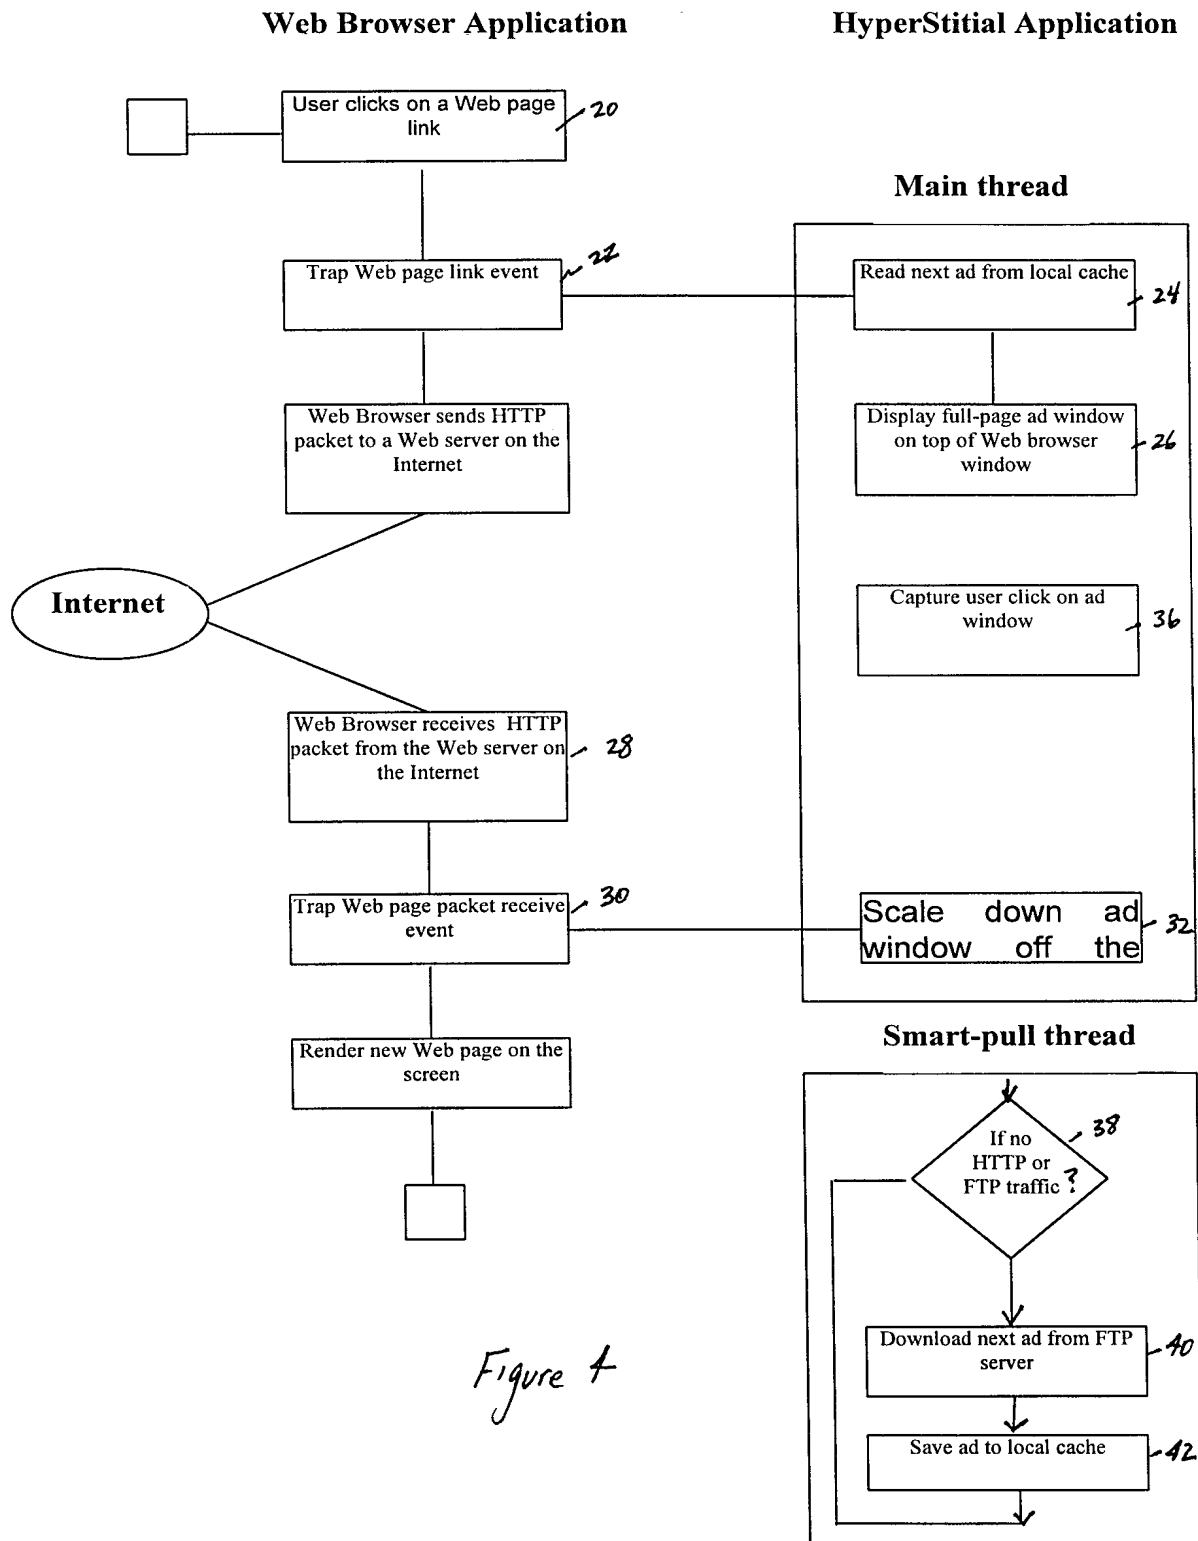 Web Browser Application
HyperStitial Application
User clicks on a Web page
link
20
Main thread
Trap Web page link event
22
Read next ad from local cache
24
Web Browser sends HTTP
packet to a Web server on the
Internet
Display full-page ad window
on top of Web browser
window
26
Internet
Capture user click on ad
window
36
Web Browser receives HTTP
packet from the Web server on
the Internet
28
Trap Web page packet receive
event
30
Scale down ad
window off the
32
Render new Web page on the
screen
Smart-pull thread
If no
HTTP or
FTP traffic ?
38
Download next ad from FTP
server
40
Save ad to local cache
42
Figure 4